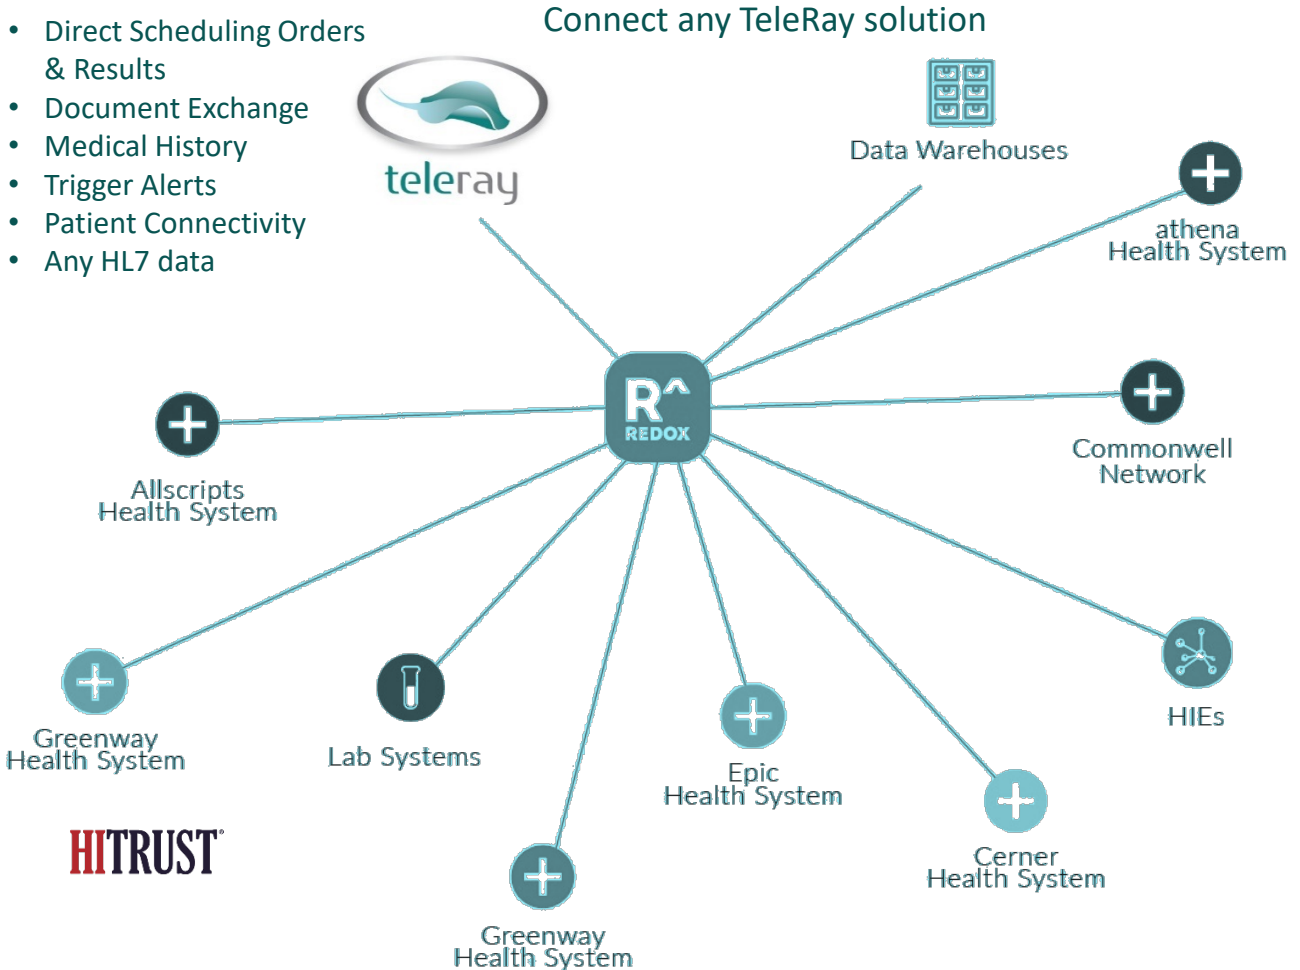 Connect any TeleRay solution
• Direct Scheduling Orders
& Results
• Document Exchange
• Medical History
• Trigger Alerts
• Patient Connectivity
• Any HL7 data
teleray
Data Warehouses
athena
Health System
R^
REDOX
Allscripts
Health System
Commonwell
Network
Greenway
Health System
Lab Systems
Epic
Health System
HIEs
HITRUST®
Cerner
Health System
Greenway
Health System